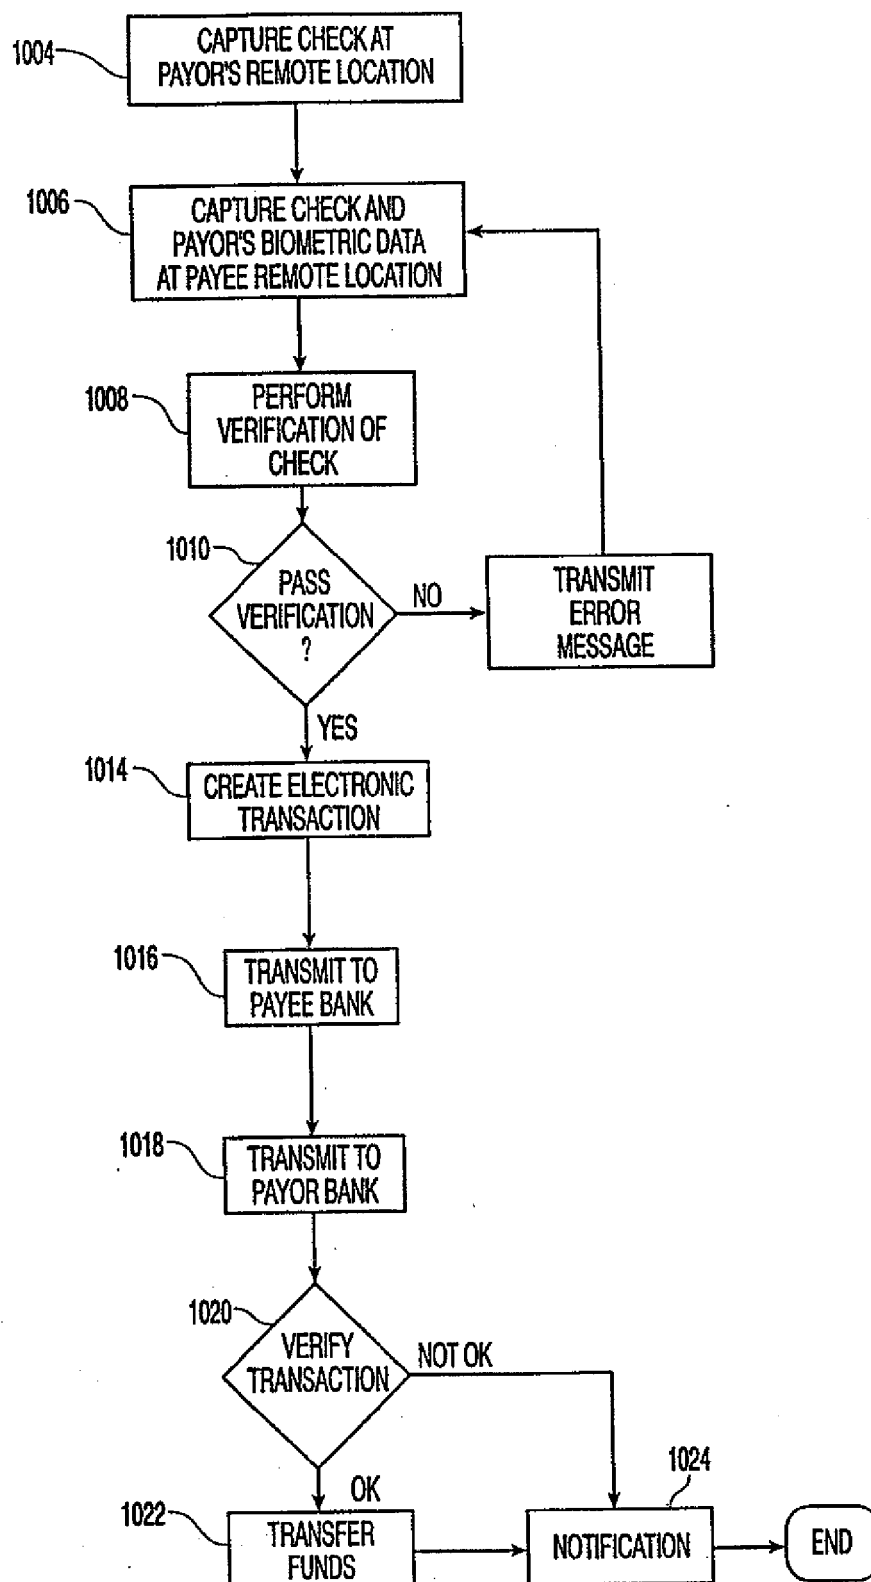 1004
CAPTURE CHECK AT
PAYOR'S REMOTE LOCATION
1006
CAPTURE CHECK AND
PAYOR'S BIOMETRIC DATA
AT PAYEE REMOTE LOCATION
1008
PERFORM
VERIFICATION OF
CHECK
1010
PASS
VERIFICATION
?
NO
TRANSMIT
ERROR
MESSAGE
YES
1014
CREATE ELECTRONIC
TRANSACTION
1016
TRANSMIT TO
PAYEE BANK
1018
TRANSMIT TO
PAYOR BANK
1020
VERIFY
TRANSACTION
NOT OK
OK
1022
TRANSFER
FUNDS
1024
NOTIFICATION
END